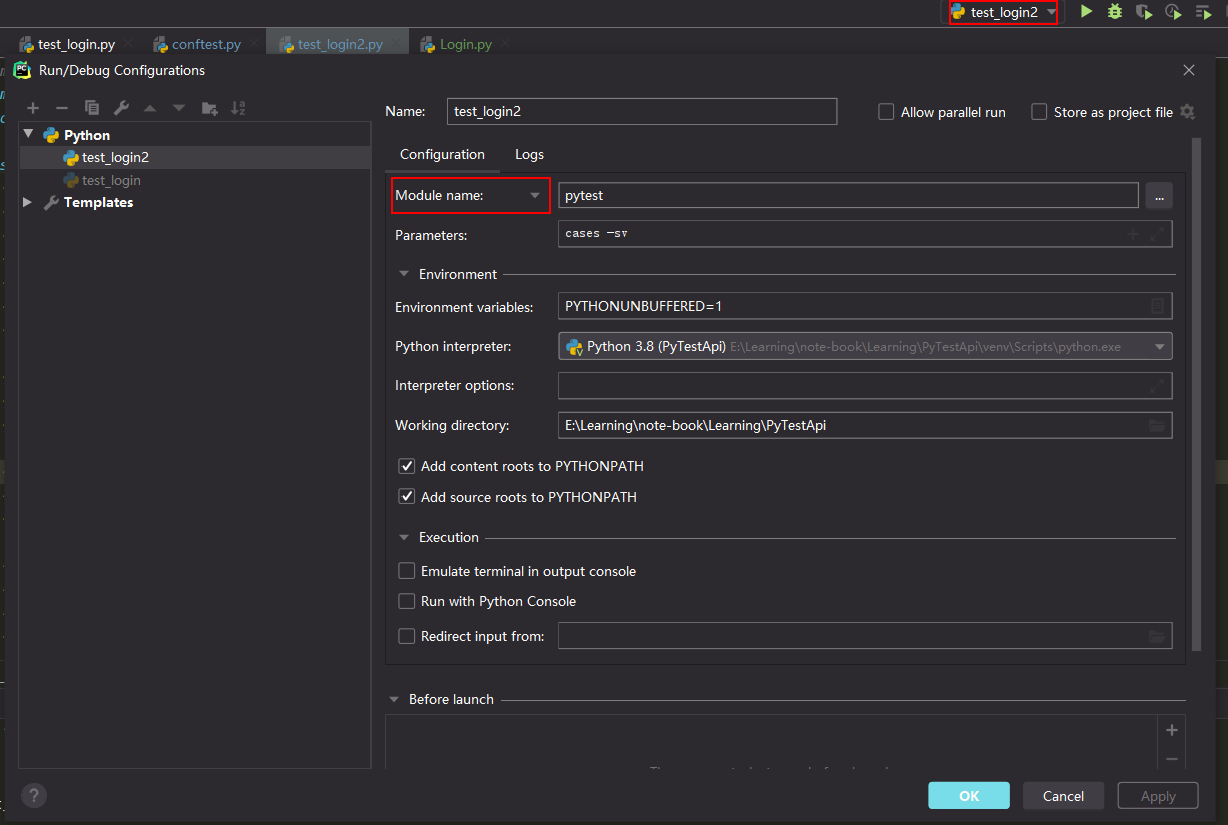 test_login2
test_login.py
conftest.py
test_login2.py
Login.py
Run/Debug Configurations
Name:
test_login2
Allow parallel run
Store as project file
Python
test_login2
test_login
Templates
Configuration
Logs
Module name:
pytest
...
Parameters:
cases -sv
Environment
Environment variables:
PYTHONUNBUFFERED=1
Python interpreter:
Python 3.8 (PyTestApi) E:\Learning\note-book\Learning\PyTestApi\venv\Scripts\python.exe
Interpreter options:
Working directory:
E:\Learning\note-book\Learning\PyTestApi
Add content roots to PYTHONPATH
Add source roots to PYTHONPATH
Execution
Emulate terminal in output console
Run with Python Console
Redirect input from:
Before launch
?
OK
Cancel
Apply